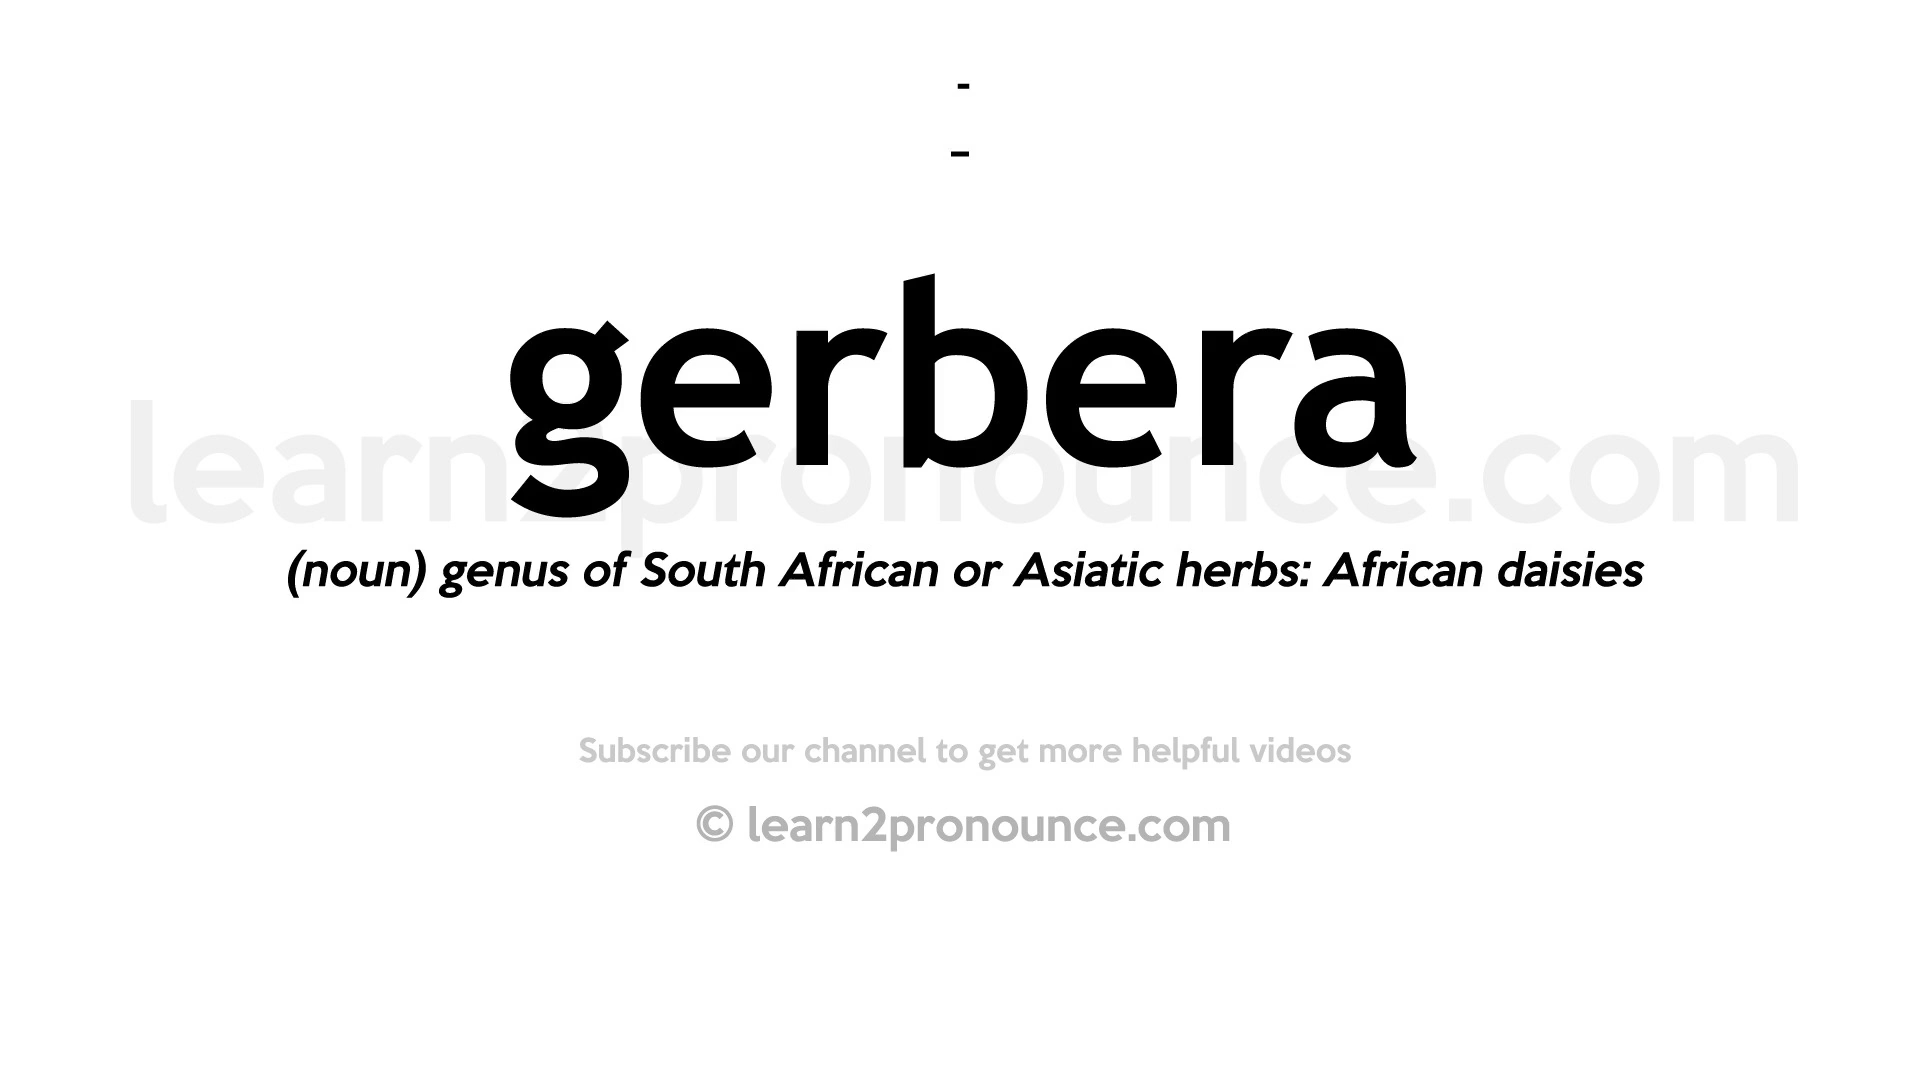 -
–
gerbera
learn2pronounce.com
(noun) genus of South African or Asiatic herbs: African daisies
Subscribe our channel to get more helpful videos
© learn2pronounce.com